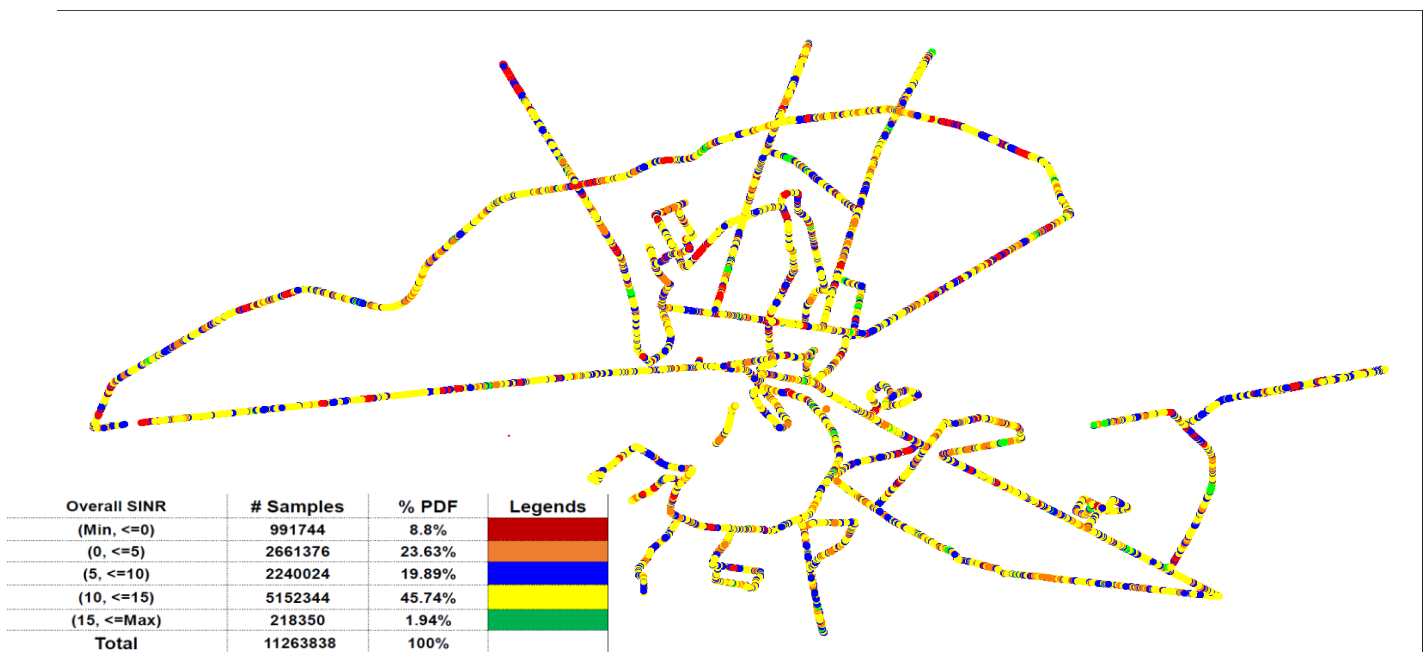 Overall SINR # Samples % PDF Legends
(Min, <=0) 991744 8.8%
(0, <=5) 2661376 23.63%
(5, <=10) 2240024 19.89%
(10, <=15) 5152344 45.74%
(15, <=Max) 218350 1.94%
Total 11263838 100%